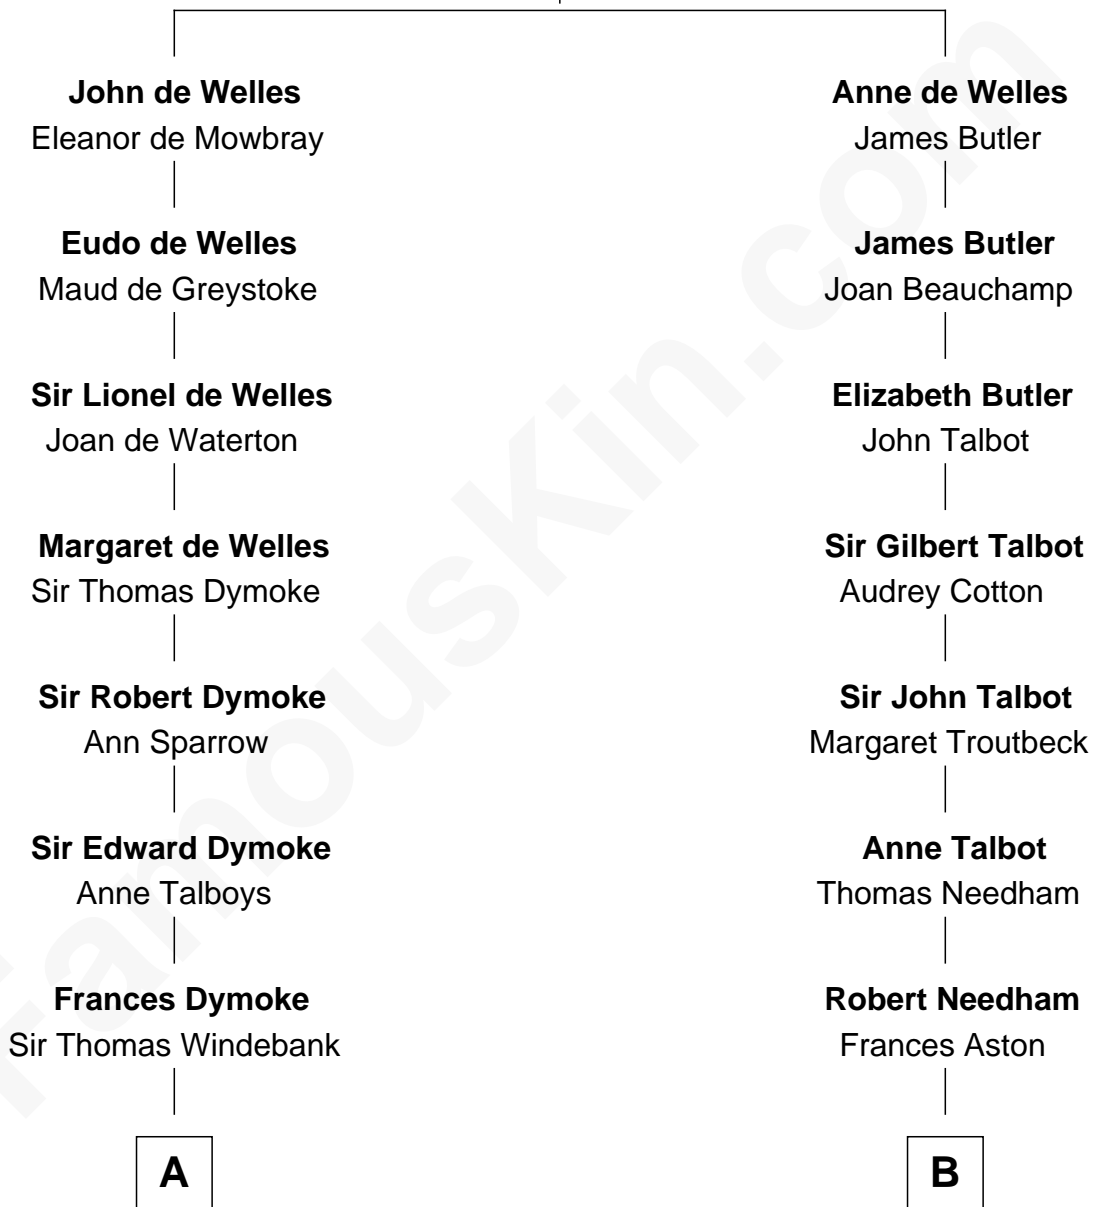 John de Welles
Eleanor de Mowbray
Eudo de Welles
Maud de Greystoke
Sir Lionel de Welles
Joan de Waterton
Margaret de Welles
Sir Thomas Dymoke
Sir Robert Dymoke
Ann Sparrow
Sir Edward Dymoke
Anne Talboys
Frances Dymoke
Sir Thomas Windebank
A
Anne de Welles
James Butler
James Butler
Joan Beauchamp
Elizabeth Butler
John Talbot
Sir Gilbert Talbot
Audrey Cotton
Sir John Talbot
Margaret Troutbeck
Anne Talbot
Thomas Needham
Robert Needham
Frances Aston
B
FamousKin.com